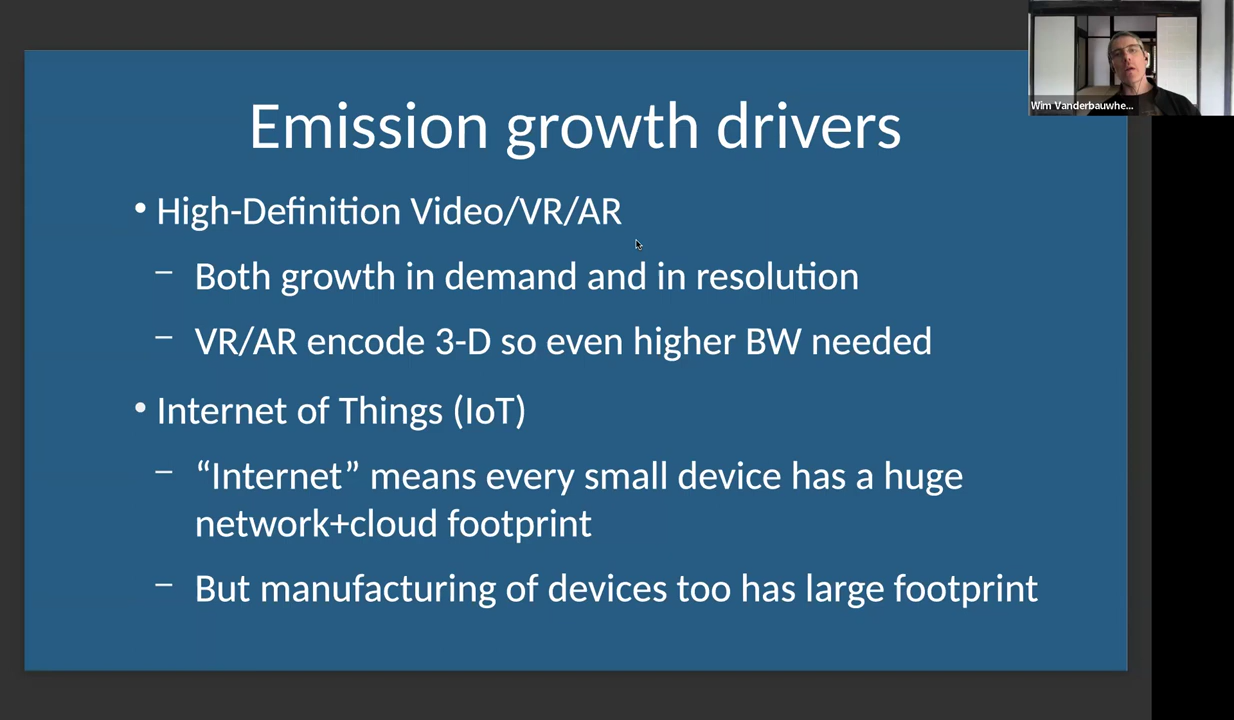 Emission growth drivers
• High-Definition Video/VR/AR
– Both growth in demand and in resolution
– VR/AR encode 3-D so even higher BW needed
• Internet of Things (IoT)
– “Internet” means every small device has a huge
network+cloud footprint
– But manufacturing of devices too has large footprint
Wim Vanderbauwhe...